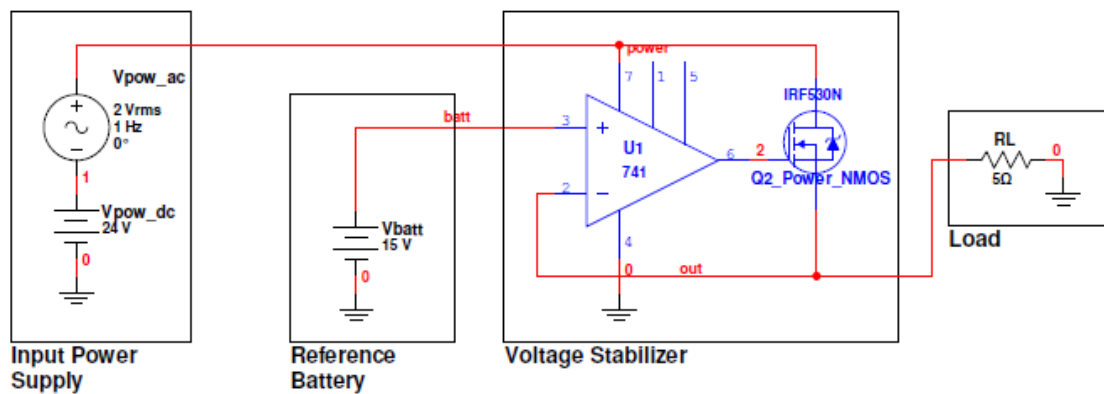 Vpow_ac
+
2 Vrms
1 Hz
0°
−
1
Vpow_dc
24 V
0
Input Power
Supply
batt
Vbatt
15 V
0
Reference
Battery
power
7
1
5
3
+
U1
741
6
2
2
−
4
0
out
IRF530N
Q2_Power_NMOS
Voltage Stabilizer
RL
5Ω
0
Load